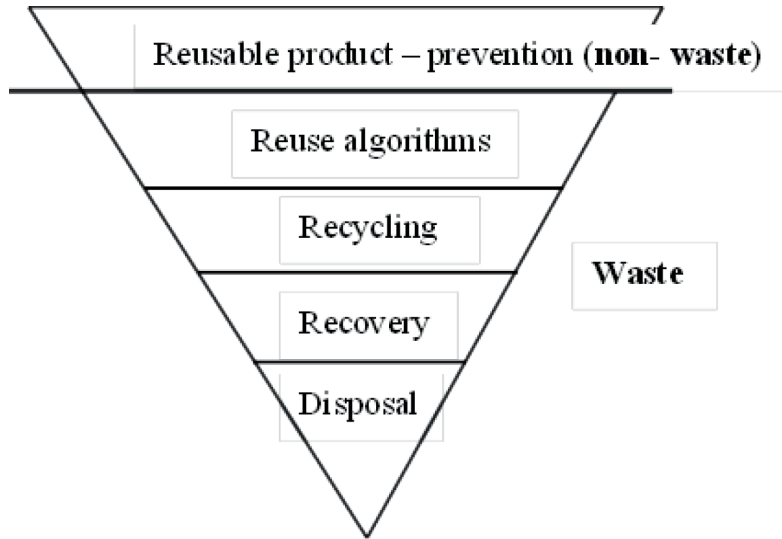 Reusable product – prevention (non- waste)
Reuse algorithms
Recycling
Waste
Recovery
Disposal